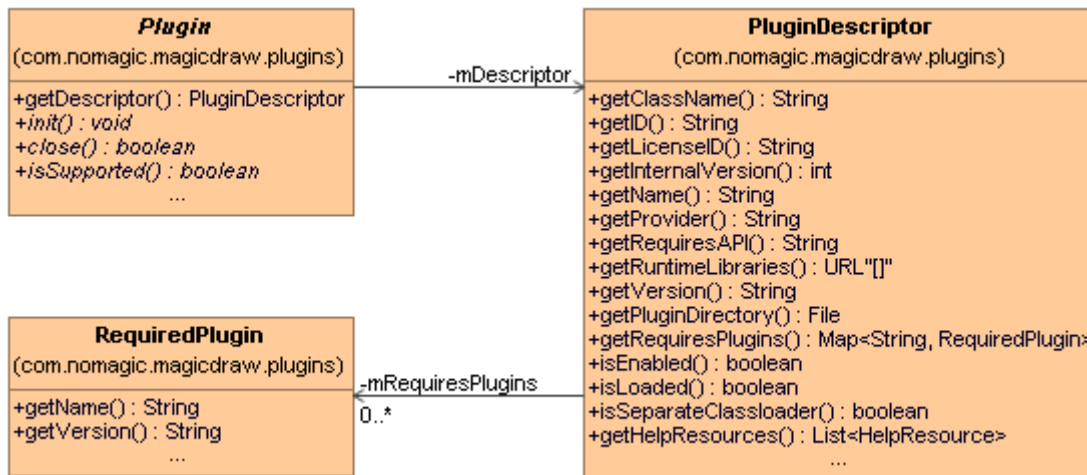 Plugin
(com.nomagic.magicdraw.plugins)
+getDescriptor() : PluginDescriptor
+init() : void
+close() : boolean
+isSupported() : boolean
...
-mDescriptor
PluginDescriptor
(com.nomagic.magicdraw.plugins)
+getClassName() : String
+getID() : String
+getLicenseID() : String
+getInternalVersion() : int
+getName() : String
+getProvider() : String
+getRequiresAPI() : String
+getRuntimeLibraries() : URL"[]"
+getVersion() : String
+getPluginDirectory() : File
+getRequiresPlugins() : Map<String, RequiredPlugin>
+isEnabled() : boolean
+isLoaded() : boolean
+isSeparateClassloader() : boolean
+getHelpResources() : List<HelpResource>
...
RequiredPlugin
(com.nomagic.magicdraw.plugins)
+getName() : String
+getVersion() : String
...
-mRequiresPlugins
0..*